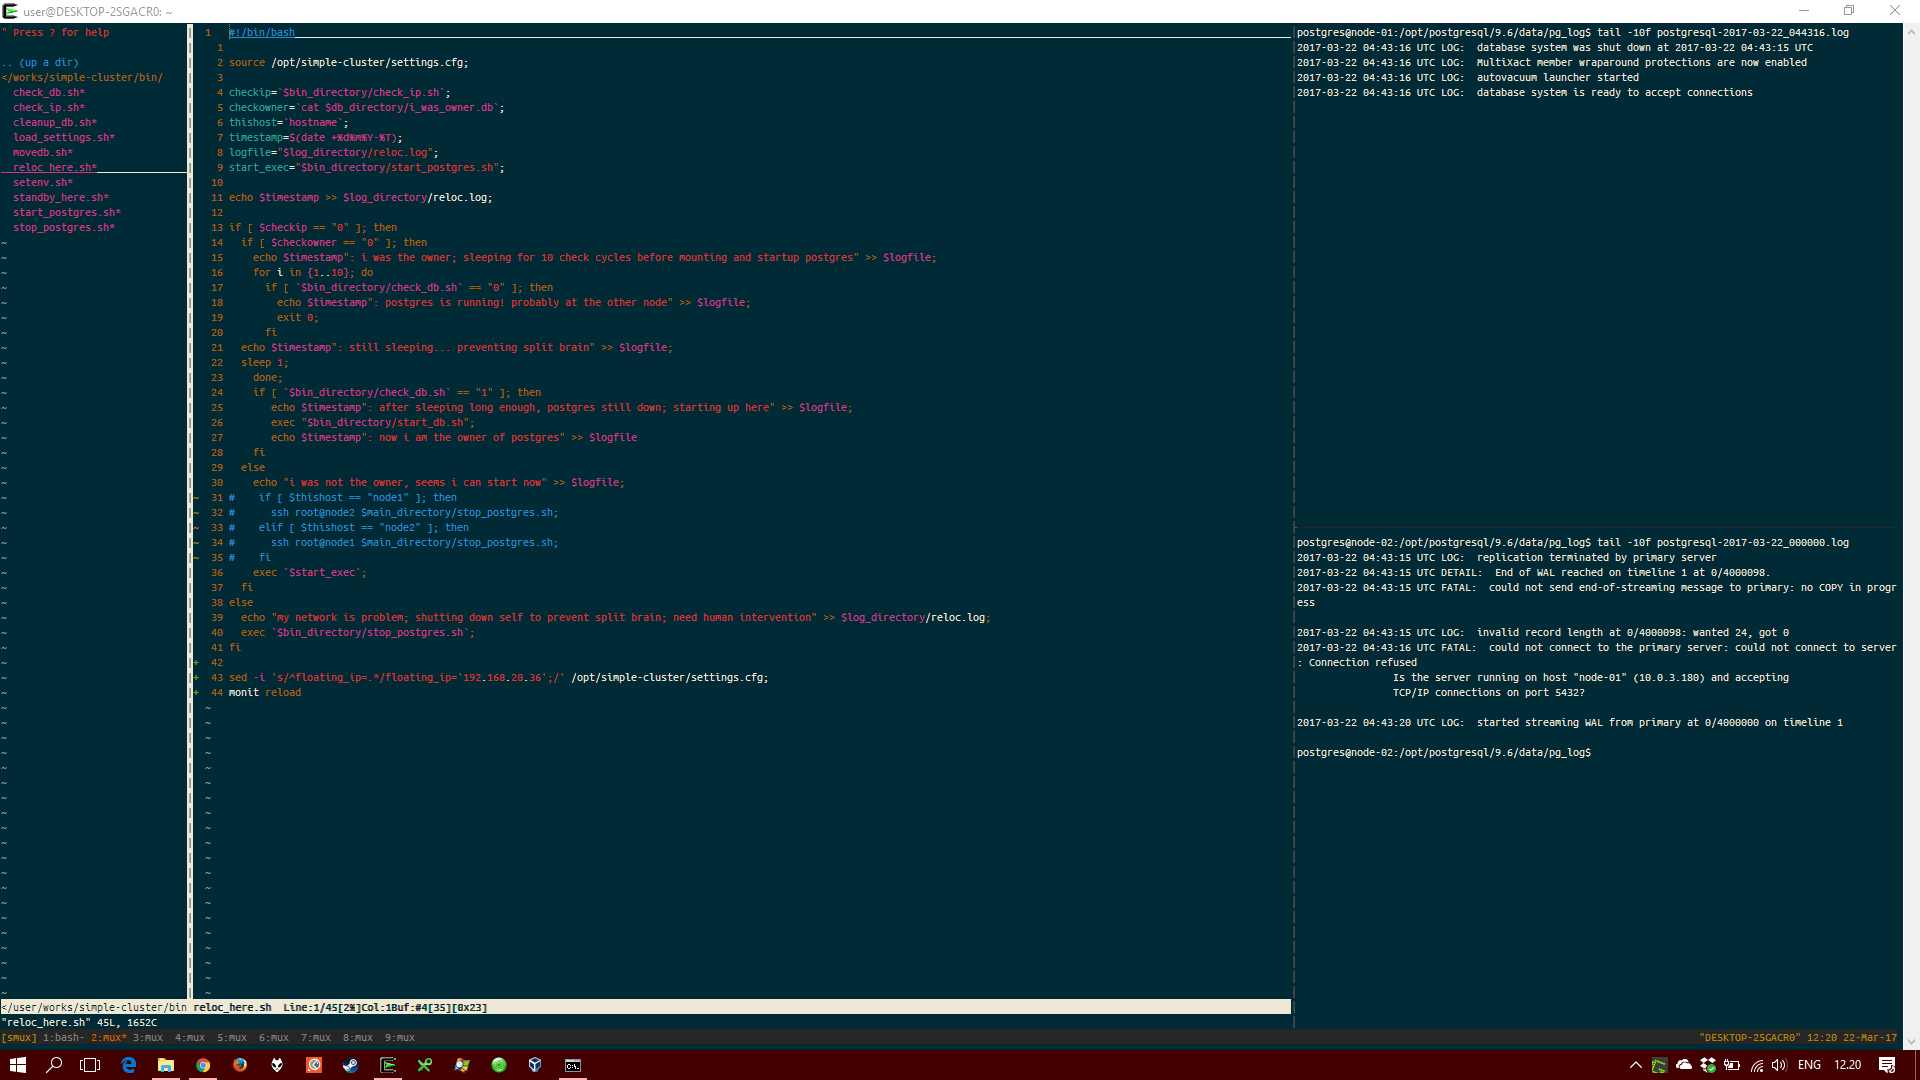 user@DESKTOP-2SGACR0: ~
" Press ? for help
.. (up a dir)
</works/simple-cluster/bin/
check_db.sh*
check_ip.sh*
cleanup_db.sh*
load_settings.sh*
movedb.sh*
reloc_here.sh*
setenv.sh*
standby_here.sh*
start_postgres.sh*
stop_postgres.sh*
1 #!/bin/bash
1
2 source /opt/simple-cluster/settings.cfg;
3
4 checkip=`$bin_directory/check_ip.sh`;
5 checkowner=`cat $db_directory/i_was_owner.db`;
6 thishost=`hostname`;
7 timestamp=$(date +%d%m%Y-%T);
8 logfile="$log_directory/reloc.log";
9 start_exec="$bin_directory/start_postgres.sh";
10
11 echo $timestamp >> $log_directory/reloc.log;
12
13 if [ $checkip == "0" ]; then
14 if [ $checkowner == "0" ]; then
15 echo $timestamp": i was the owner; sleeping for 10 check cycles before mounting and startup postgres" >> $logfile;
16 for i in {1..10}; do
17 if [ `$bin_directory/check_db.sh` == "0" ]; then
18 echo $timestamp": postgres is running! probably at the other node" >> $logfile;
19 exit 0;
20 fi
21 echo $timestamp": still sleeping... preventing split brain" >> $logfile;
22 sleep 1;
23 done;
24 if [ `$bin_directory/check_db.sh` == "1" ]; then
25 echo $timestamp": after sleeping long enough, postgres still down; starting up here" >> $logfile;
26 exec "$bin_directory/start_db.sh";
27 echo $timestamp": now i am the owner of postgres" >> $logfile
28 fi
29 else
30 echo "i was not the owner, seems i can start now" >> $logfile;
~ 31 # if [ $thishost == "node1" ]; then
~ 32 # ssh root@node2 $main_directory/stop_postgres.sh;
~ 33 # elif [ $thishost == "node2" ]; then
~ 34 # ssh root@node1 $main_directory/stop_postgres.sh;
~ 35 # fi
36 exec `$start_exec`;
37 fi
38 else
39 echo "my network is problem; shutting down self to prevent split brain; need human intervention" >> $log_directory/reloc.log;
40 exec `$bin_directory/stop_postgres.sh`;
41 fi
+ 42
+ 43 sed -i 's/^floating_ip=.*/floating_ip='192.168.20.36';/' /opt/simple-cluster/settings.cfg;
+ 44 monit reload
</user/works/simple-cluster/bin reloc_here.sh Line:1/45[2%]Col:1Buf:#4[35][0x23]
"reloc_here.sh" 45L, 1652C
postgres@node-01:/opt/postgresql/9.6/data/pg_log$ tail -10f postgresql-2017-03-22_044316.log
2017-03-22 04:43:16 UTC LOG: database system was shut down at 2017-03-22 04:43:15 UTC
2017-03-22 04:43:16 UTC LOG: MultiXact member wraparound protections are now enabled
2017-03-22 04:43:16 UTC LOG: autovacuum launcher started
2017-03-22 04:43:16 UTC LOG: database system is ready to accept connections
postgres@node-02:/opt/postgresql/9.6/data/pg_log$ tail -10f postgresql-2017-03-22_000000.log
2017-03-22 04:43:15 UTC LOG: replication terminated by primary server
2017-03-22 04:43:15 UTC DETAIL: End of WAL reached on timeline 1 at 0/4000098.
2017-03-22 04:43:15 UTC FATAL: could not send end-of-streaming message to primary: no COPY in progr
ess
2017-03-22 04:43:15 UTC LOG: invalid record length at 0/4000098: wanted 24, got 0
2017-03-22 04:43:16 UTC FATAL: could not connect to the primary server: could not connect to server
: Connection refused
Is the server running on host "node-01" (10.0.3.180) and accepting
TCP/IP connections on port 5432?
2017-03-22 04:43:20 UTC LOG: started streaming WAL from primary at 0/4000000 on timeline 1
postgres@node-02:/opt/postgresql/9.6/data/pg_log$
[smux] 1:bash- 2:mux* 3:mux 4:mux 5:mux 6:mux 7:mux 8:mux 9:mux
"DESKTOP-2SGACR0" 12:20 22-Mar-17
ENG 12.20